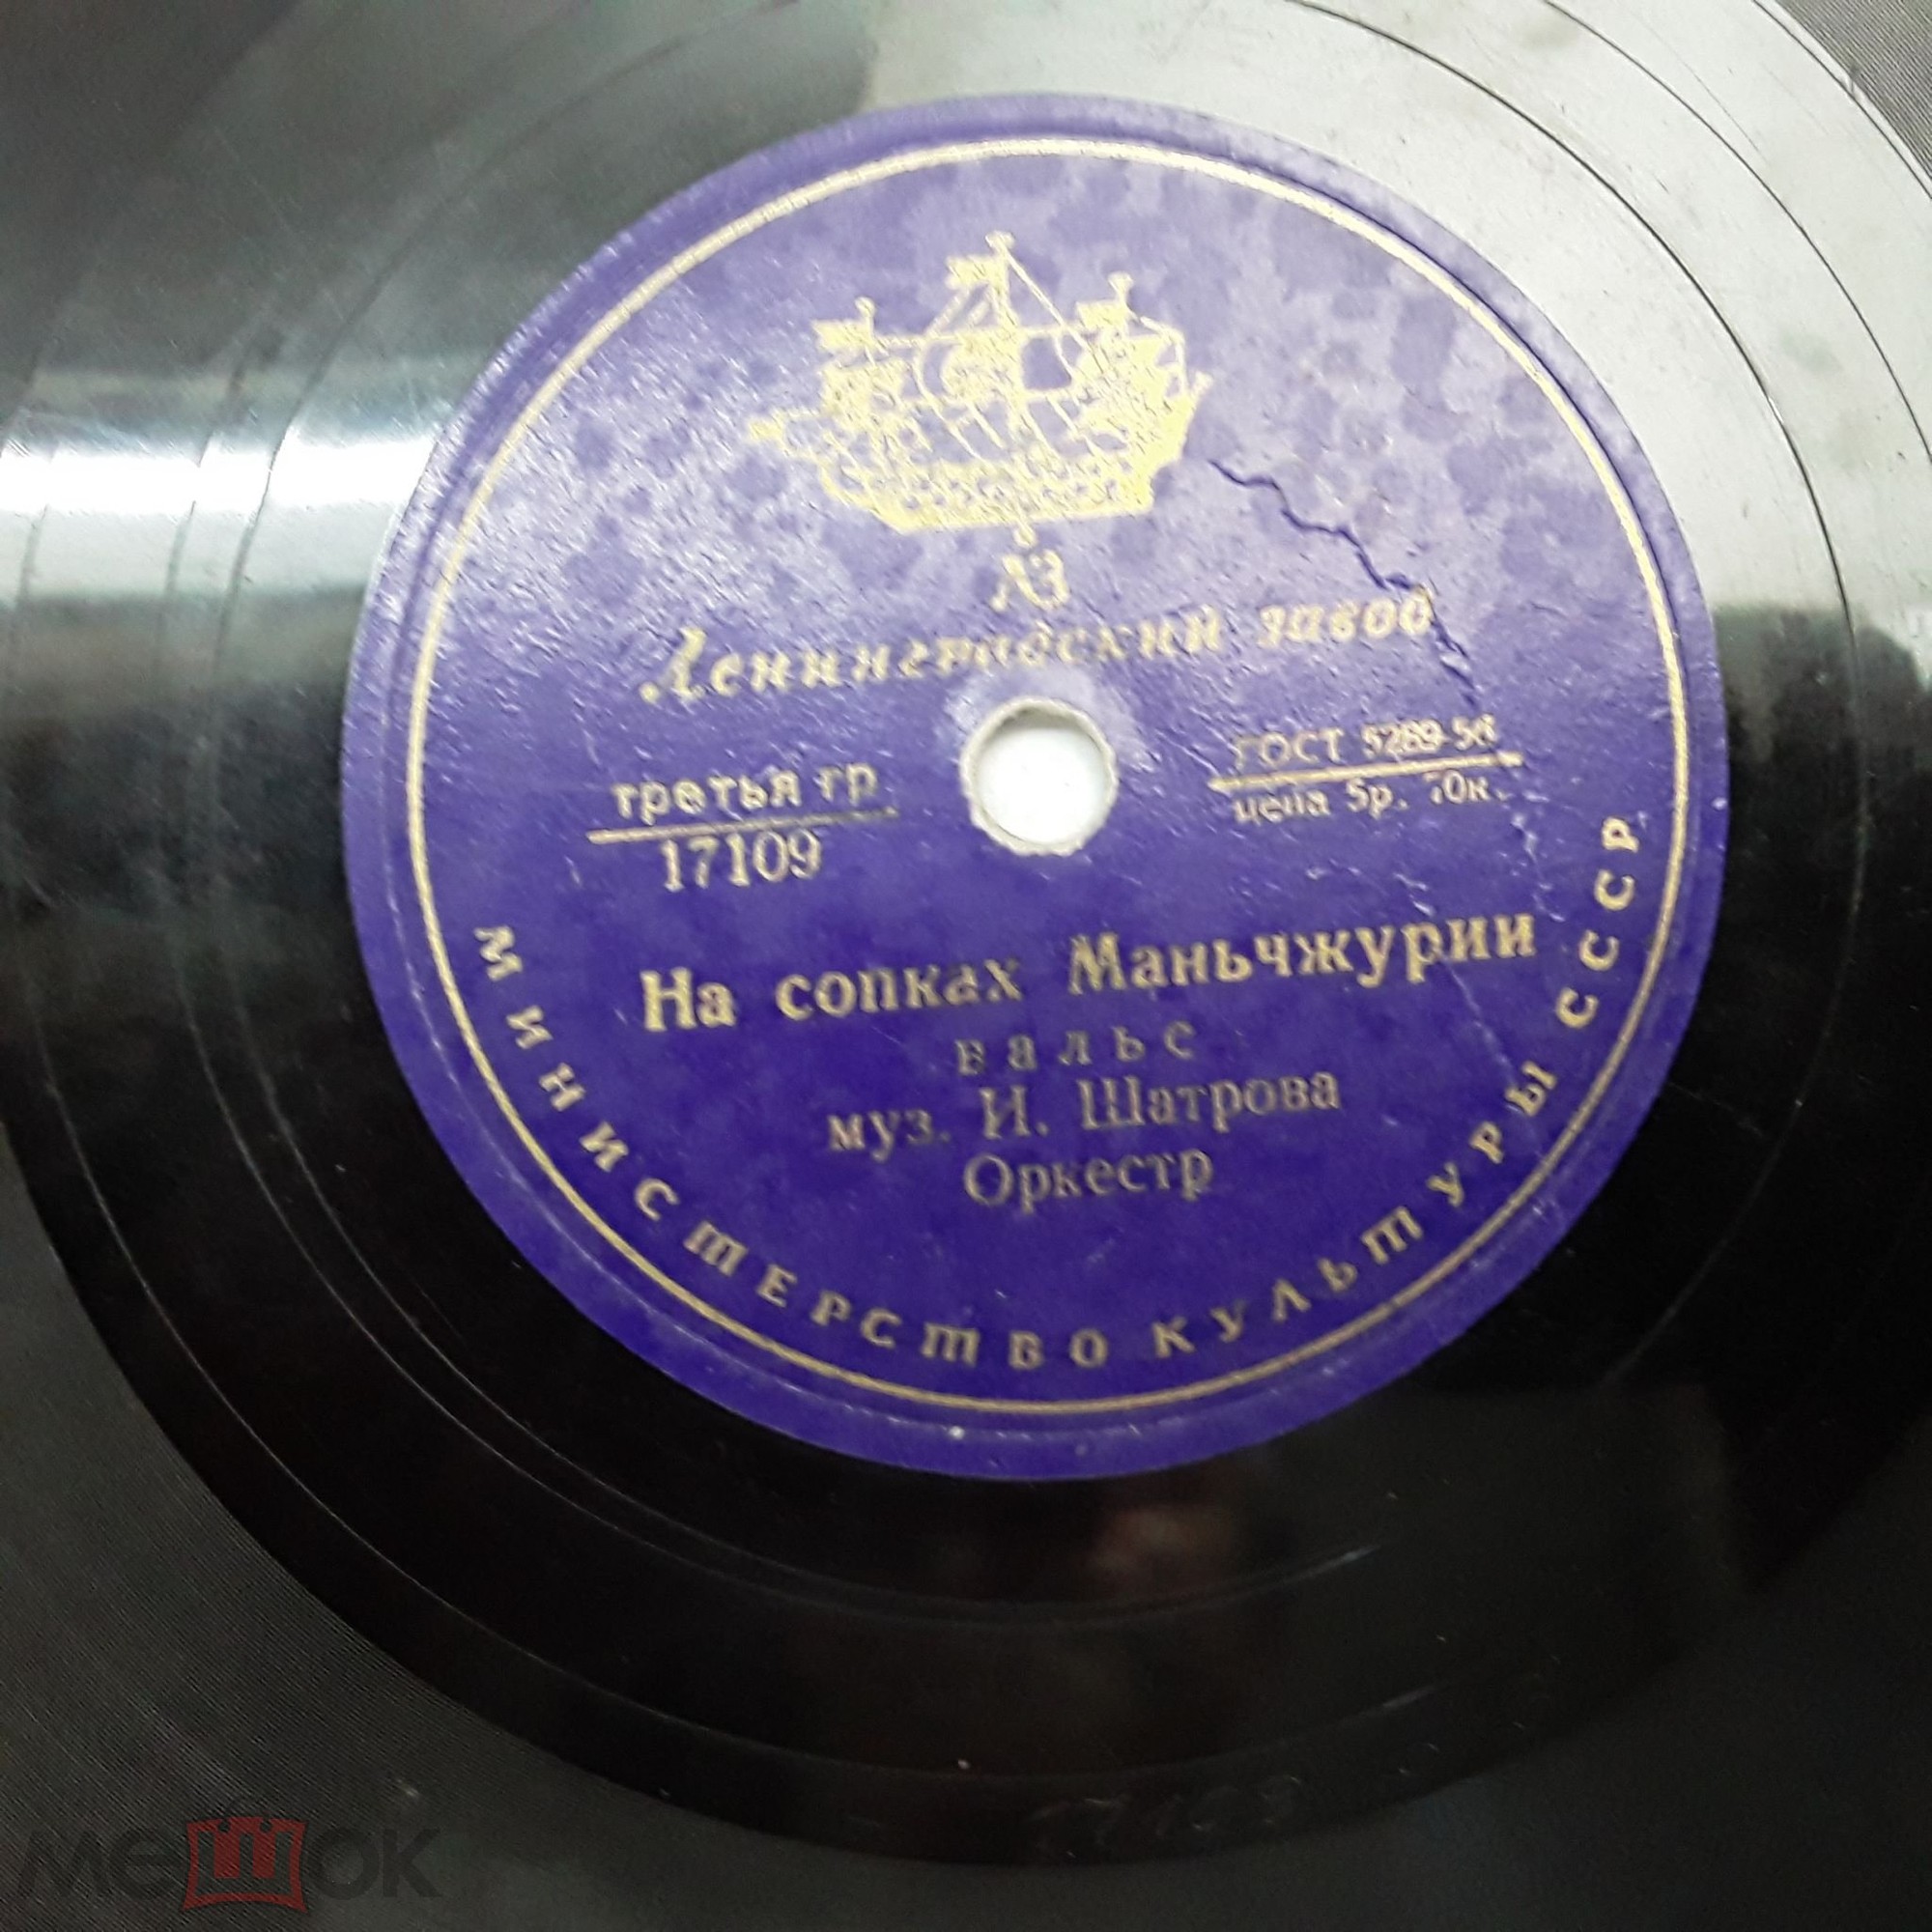 ЛЗ
Ленинградский завод
третья гр
17109
ГОСТ 5289-56
цена 5р. 70к.
На сопках Маньчжурии
вальс
муз. И. Шатрова
Оркестр
МИНИСТЕРСТВО КУЛЬТУРЫ СССР
мешок